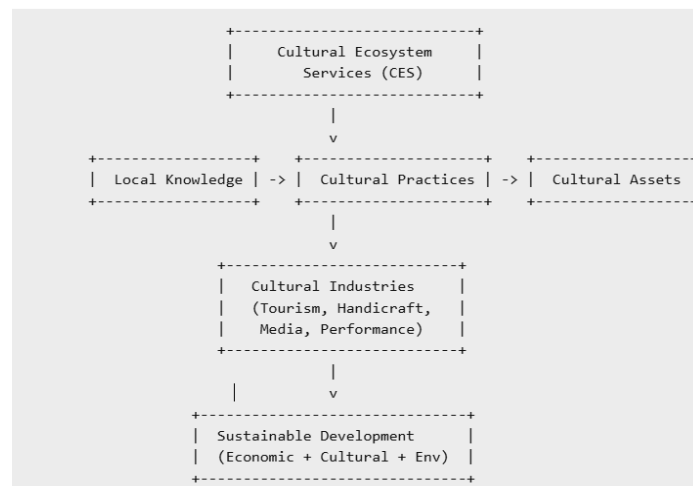 Cultural Ecosystem
Services (CES)
Local Knowledge -> Cultural Practices -> Cultural Assets
Cultural Industries
(Tourism, Handicraft,
Media, Performance)
Sustainable Development
(Economic + Cultural + Env)